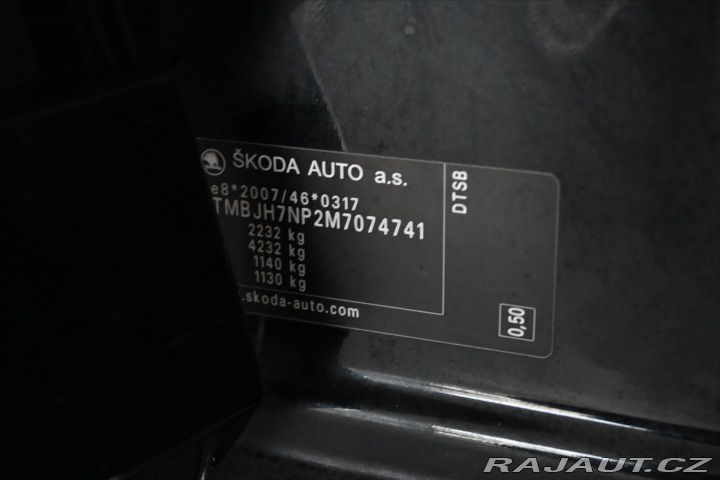 ŠKODA AUTO a.s.
e8*2007/46*0317
TMBJH7NP2M7074741
2232 kg
4232 kg
1140 kg
1130 kg
.skoda-auto.com
DTSB
0,50
RAJAUT.CZ